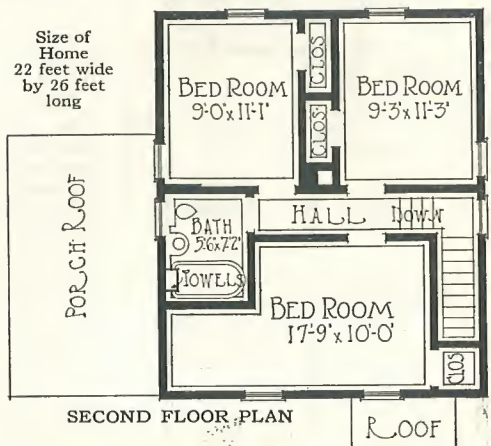 Size of
Home
22 feet wide
by 26 feet
long
CLOS
BED ROOM
9'-0" x 11'-1"
CLOS
BED ROOM
9'-3" x 11'-3"
PORCH ROOF
BATH
5'6" x 7'2"
TOWELS
HALL
DOWN
BED ROOM
17'-9" x 10'-0"
CLOS
SECOND FLOOR PLAN
ROOF